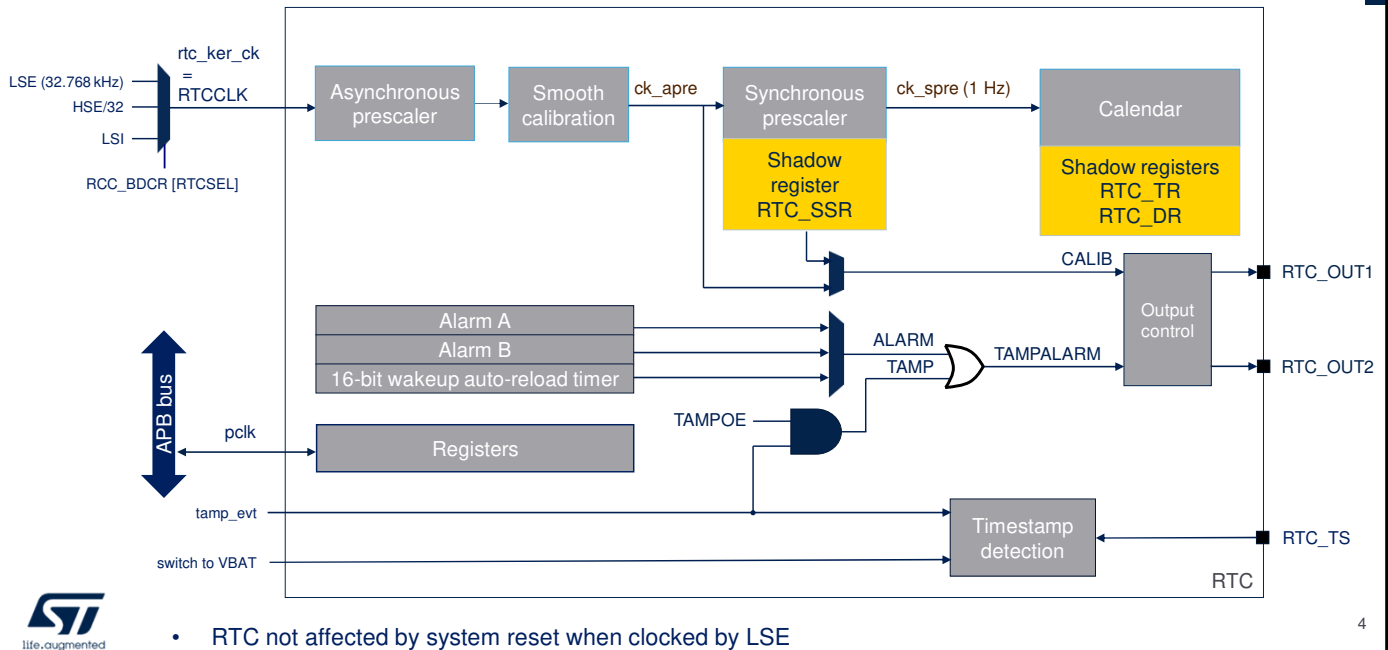 rtc_ker_ck
=
RTCCLK
LSE (32.768 kHz)
HSE/32
LSI
RCC_BDCR [RTCSEL]
Asynchronous
prescaler
Smooth
calibration
ck_apre
Synchronous
prescaler
ck_spre (1 Hz)
Calendar
Shadow
register
RTC_SSR
Shadow registers
RTC_TR
RTC_DR
CALIB
RTC_OUT1
Output
control
Alarm A
Alarm B
16-bit wakeup auto-reload timer
ALARM
TAMP
TAMPALARM
RTC_OUT2
TAMPOE
APB bus
pclk
Registers
tamp_evt
switch to VBAT
Timestamp
detection
RTC_TS
RTC
ST
life.augmented
• RTC not affected by system reset when clocked by LSE
4